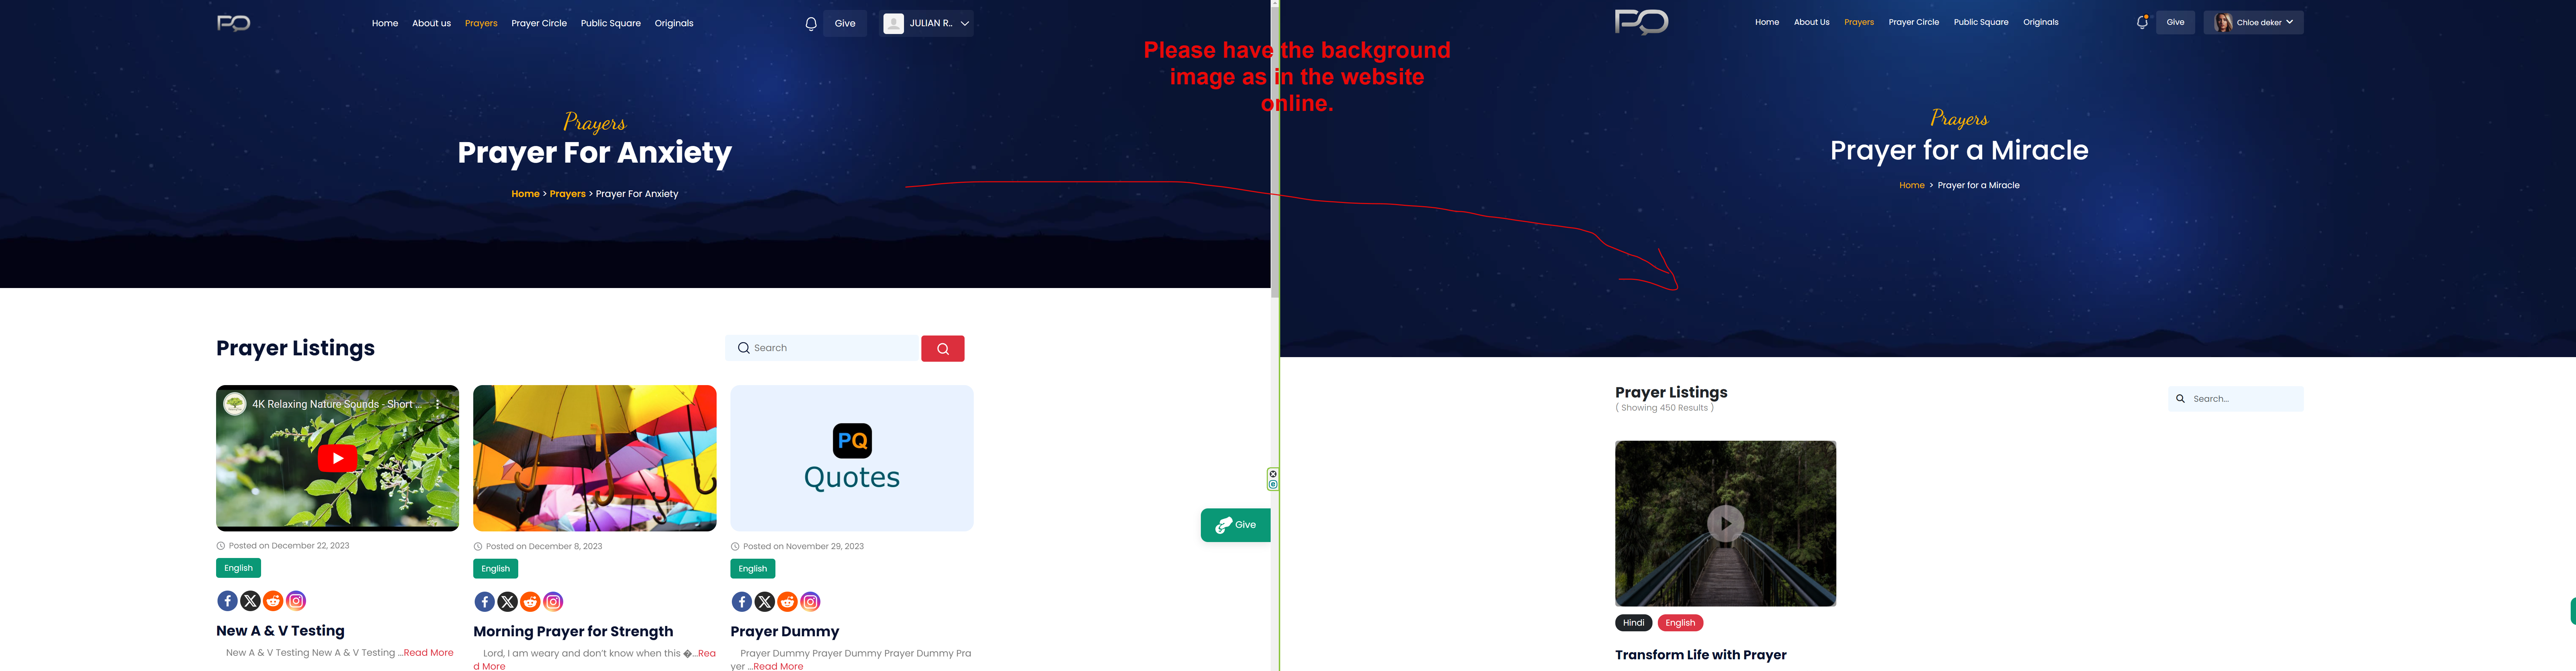 PQ
Home About us Prayers Prayer Circle Public Square Originals
Give
JULIAN R..
Prayers
Prayer For Anxiety
Home > Prayers > Prayer For Anxiety
Prayer Listings
Search
4K Relaxing Nature Sounds - Short ...
PQ
Quotes
Posted on December 22, 2023
Posted on December 8, 2023
Posted on November 29, 2023
English
English
English
New A & V Testing
New A & V Testing New A & V Testing ...Read More
Morning Prayer for Strength
Lord, I am weary and don't know when this �...Rea
d More
Prayer Dummy
Prayer Dummy Prayer Dummy Prayer Dummy Pra
yer ...Read More
Give
Please have the background
image as in the website
online.
PQ
Home About Us Prayers Prayer Circle Public Square Originals
Give
Chloe deker
Prayers
Prayer for a Miracle
Home > Prayer for a Miracle
Prayer Listings
( Showing 450 Results )
Search...
Hindi English
Transform Life with Prayer